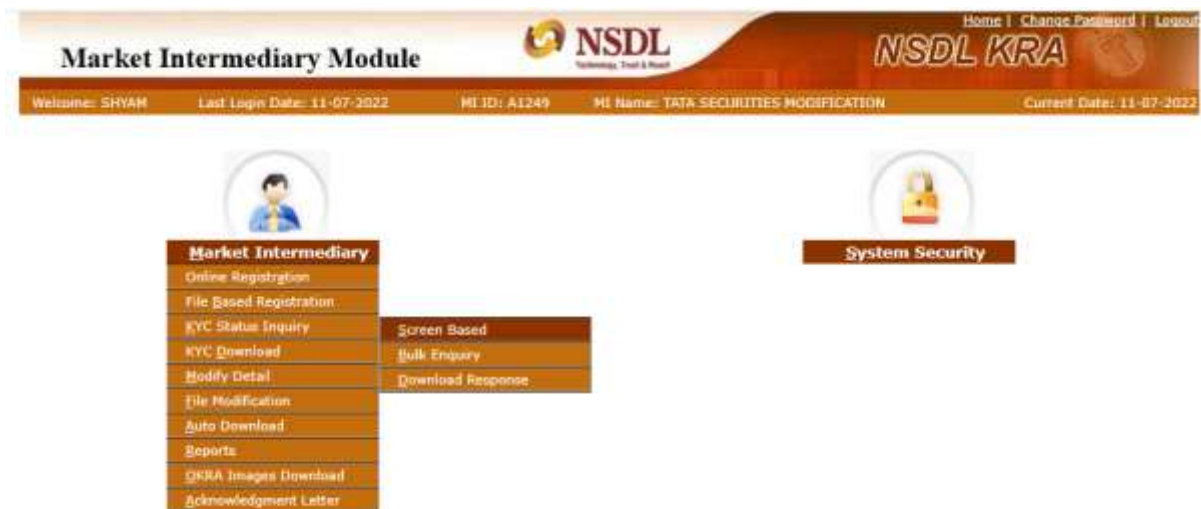 Home | Change Password | Logout
Market Intermediary Module
NSDL
Technology, Trust & Reach
NSDL KRA
Welcome: SHYAM Last Login Date: 11-07-2022 MI ID: A1249 MI Name: TATA SECURITIES MODIFICATION Current Date: 11-07-2022
Market Intermediary
System Security
Online Registration
File Based Registration
KYC Status Inquiry
Screen Based
KYC Download
Bulk Enquiry
Modify Detail
Download Response
File Modification
Auto Download
Reports
OKRA Images Download
Acknowledgment Letter